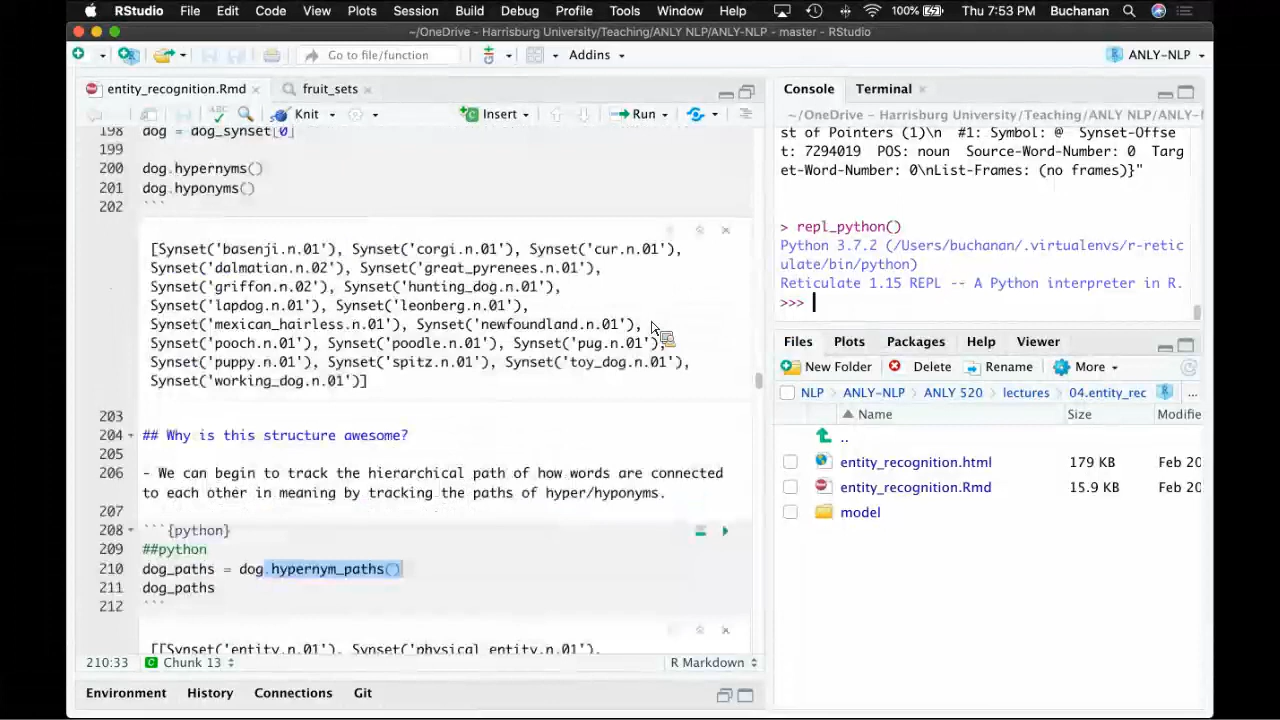 RStudio File Edit Code View Plots Session Build Debug Profile Tools Window Help 100% Thu 7:53 PM Buchanan
~/OneDrive - Harrisburg University/Teaching/ANLY NLP/ANLY-NLP - master - RStudio
Go to file/function Addins ANLY-NLP
entity_recognition.Rmd fruit_sets
ABC Knit Insert Run
198 dog = dog_synset[0]
199
200 dog.hypernyms()
201 dog.hyponyms()
202 ```
[Synset('basenji.n.01'), Synset('corgi.n.01'), Synset('cur.n.01'),
Synset('dalmatian.n.02'), Synset('great_pyrenees.n.01'),
Synset('griffon.n.02'), Synset('hunting_dog.n.01'),
Synset('lapdog.n.01'), Synset('leonberg.n.01'),
Synset('mexican_hairless.n.01'), Synset('newfoundland.n.01'),
Synset('pooch.n.01'), Synset('poodle.n.01'), Synset('pug.n.01'),
Synset('puppy.n.01'), Synset('spitz.n.01'), Synset('toy_dog.n.01'),
Synset('working_dog.n.01')]
203
204 ## Why is this structure awesome?
205
206 - We can begin to track the hierarchical path of how words are connected
to each other in meaning by tracking the paths of hyper/hyponyms.
207
208 ```{python}
209 ##python
210 dog_paths = dog.hypernym_paths()
211 dog_paths
212 ```
[[Synset('entity.n.01'), Synset('physical_entity.n.01'),
210:33 Chunk 13 R Markdown
Environment History Connections Git
Console Terminal
~/OneDrive - Harrisburg University/Teaching/ANLY NLP/ANLY-N
st of Pointers (1)\n #1: Symbol: @ Synset-Offse
t: 7294019 POS: noun Source-Word-Number: 0 Targ
et-Word-Number: 0\nList-Frames: (no frames)}"
> repl_python()
Python 3.7.2 (/Users/buchanan/.virtualenvs/r-retic
ulate/bin/python)
Reticulate 1.15 REPL -- A Python interpreter in R.
>>>
Files Plots Packages Help Viewer
New Folder Delete Rename More
NLP ANLY-NLP ANLY 520 lectures 04.entity_rec ...
Name Size Modifie
..
entity_recognition.html 179 KB Feb 20
entity_recognition.Rmd 15.9 KB Feb 20
model